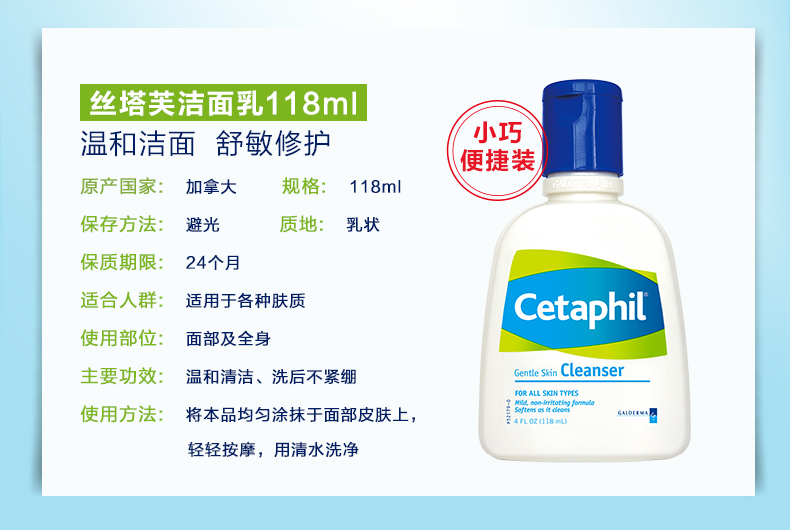 丝塔芙洁面乳118ml
温和洁面 舒敏修护
原产国家： 加拿大 规格： 118ml
保存方法： 避光 质地： 乳状
保质期限： 24个月
适合人群： 适用于各种肤质
使用部位： 面部及全身
主要功效： 温和清洁、洗后不紧绷
使用方法： 将本品均匀涂抹于面部皮肤上，
轻轻按摩，用清水洗净
小巧
便捷装
Cetaphil®
Gentle Skin Cleanser
FOR ALL SKIN TYPES
Mild, non-irritating formula
Softens as it cleans
4 FL OZ (118 mL)
GALDERMA